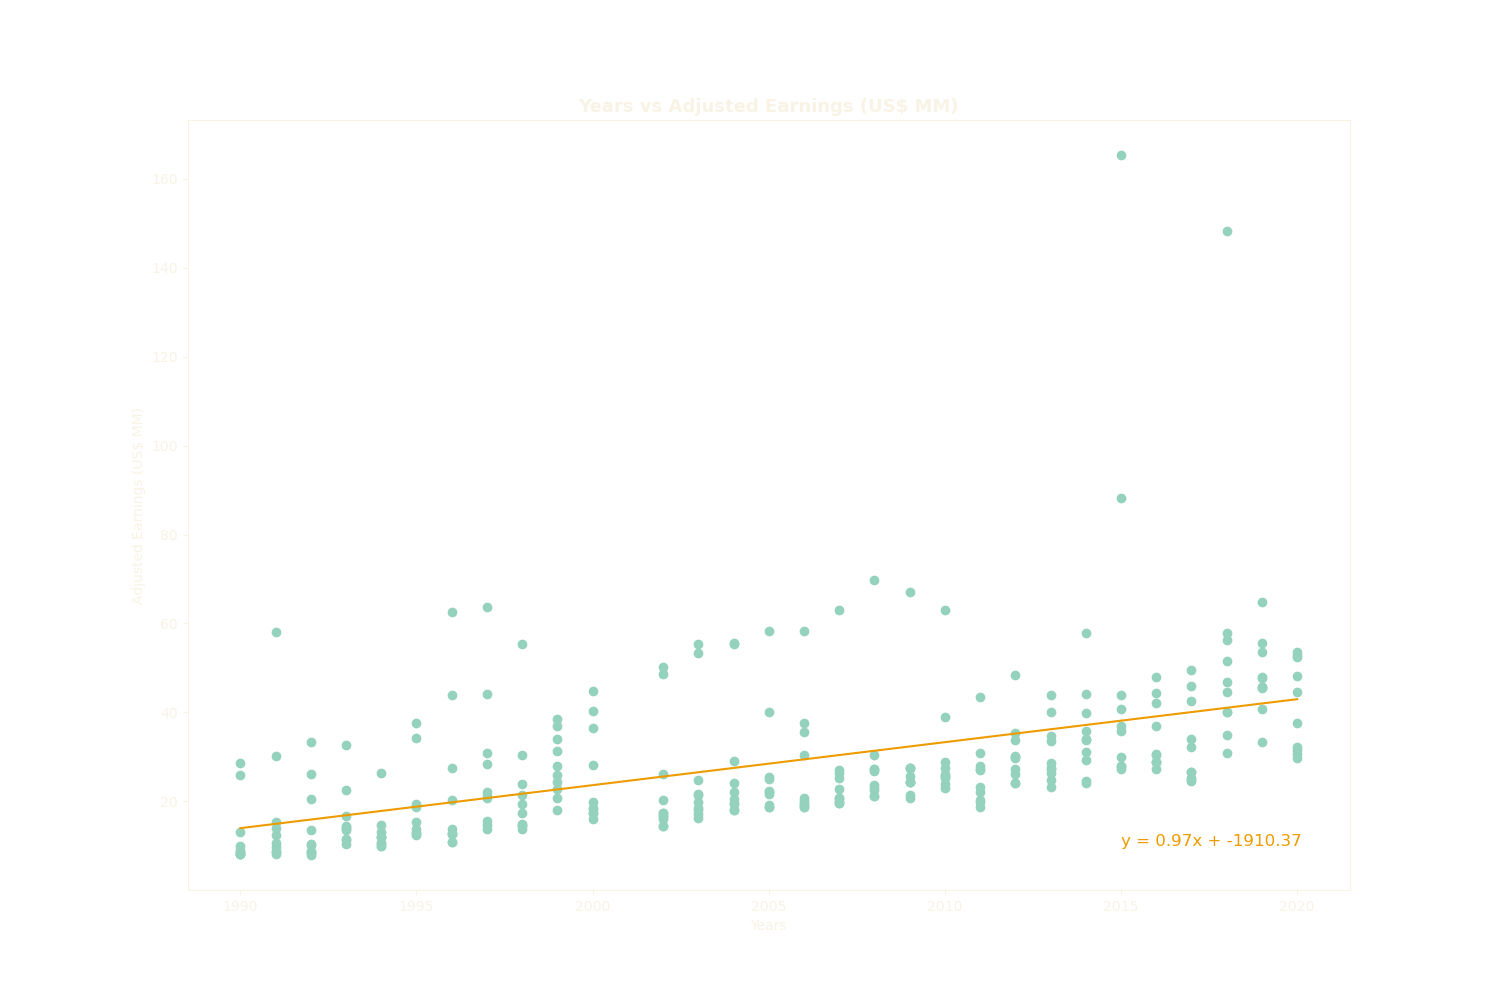 Years vs Adjusted Earnings (US$ MM)
160
140
120
100
80
60
40
20
Adjusted Earnings (US$ MM)
y = 0.97x + -1910.37
1990 1995 2000 2005 2010 2015 2020
Years